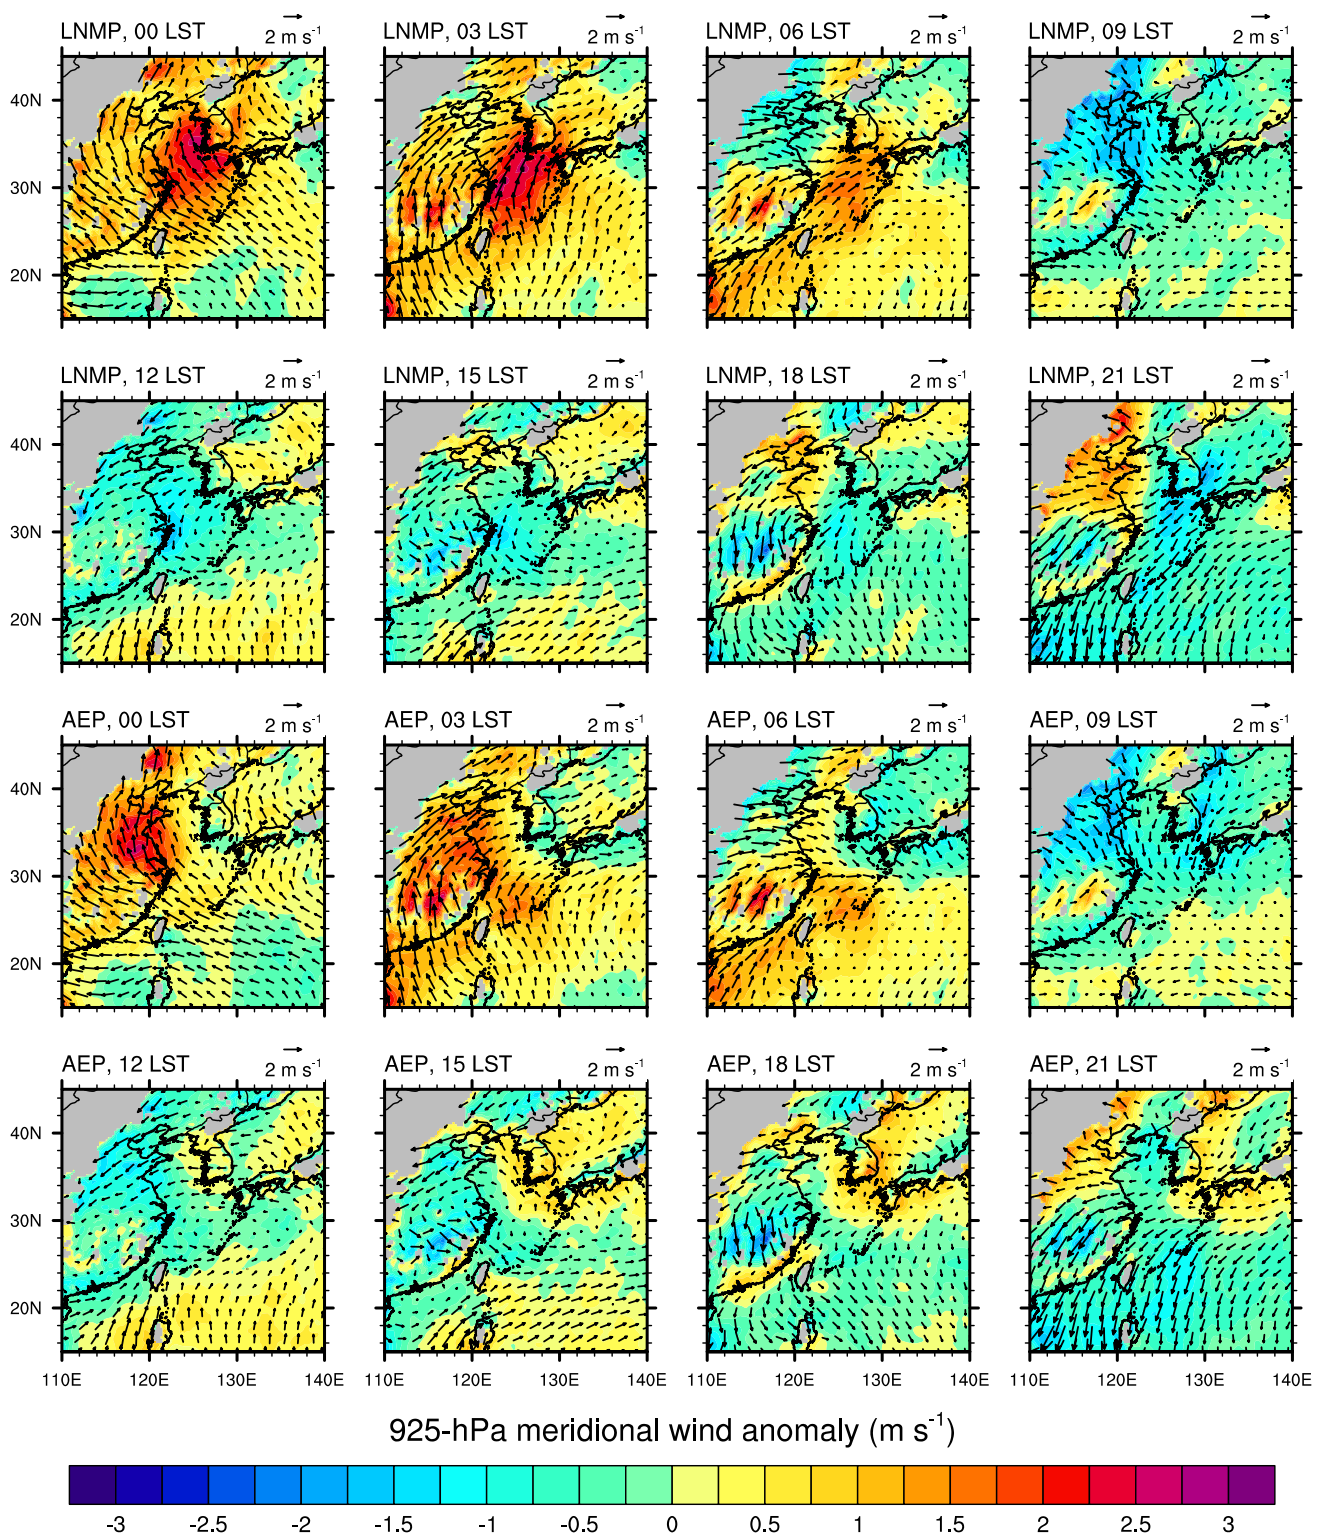 LNMP, 00 LST 2 m s-1 LNMP, 03 LST 2 m s-1 LNMP, 06 LST 2 m s-1 LNMP, 09 LST 2 m s-1
40N
30N
20N
LNMP, 12 LST 2 m s-1 LNMP, 15 LST 2 m s-1 LNMP, 18 LST 2 m s-1 LNMP, 21 LST 2 m s-1
40N
30N
20N
AEP, 00 LST 2 m s-1 AEP, 03 LST 2 m s-1 AEP, 06 LST 2 m s-1 AEP, 09 LST 2 m s-1
40N
30N
20N
AEP, 12 LST 2 m s-1 AEP, 15 LST 2 m s-1 AEP, 18 LST 2 m s-1 AEP, 21 LST 2 m s-1
40N
30N
20N
110E 120E 130E 140E 110E 120E 130E 140E 110E 120E 130E 140E 110E 120E 130E 140E
925-hPa meridional wind anomaly (m s-1)
-3 -2.5 -2 -1.5 -1 -0.5 0 0.5 1 1.5 2 2.5 3